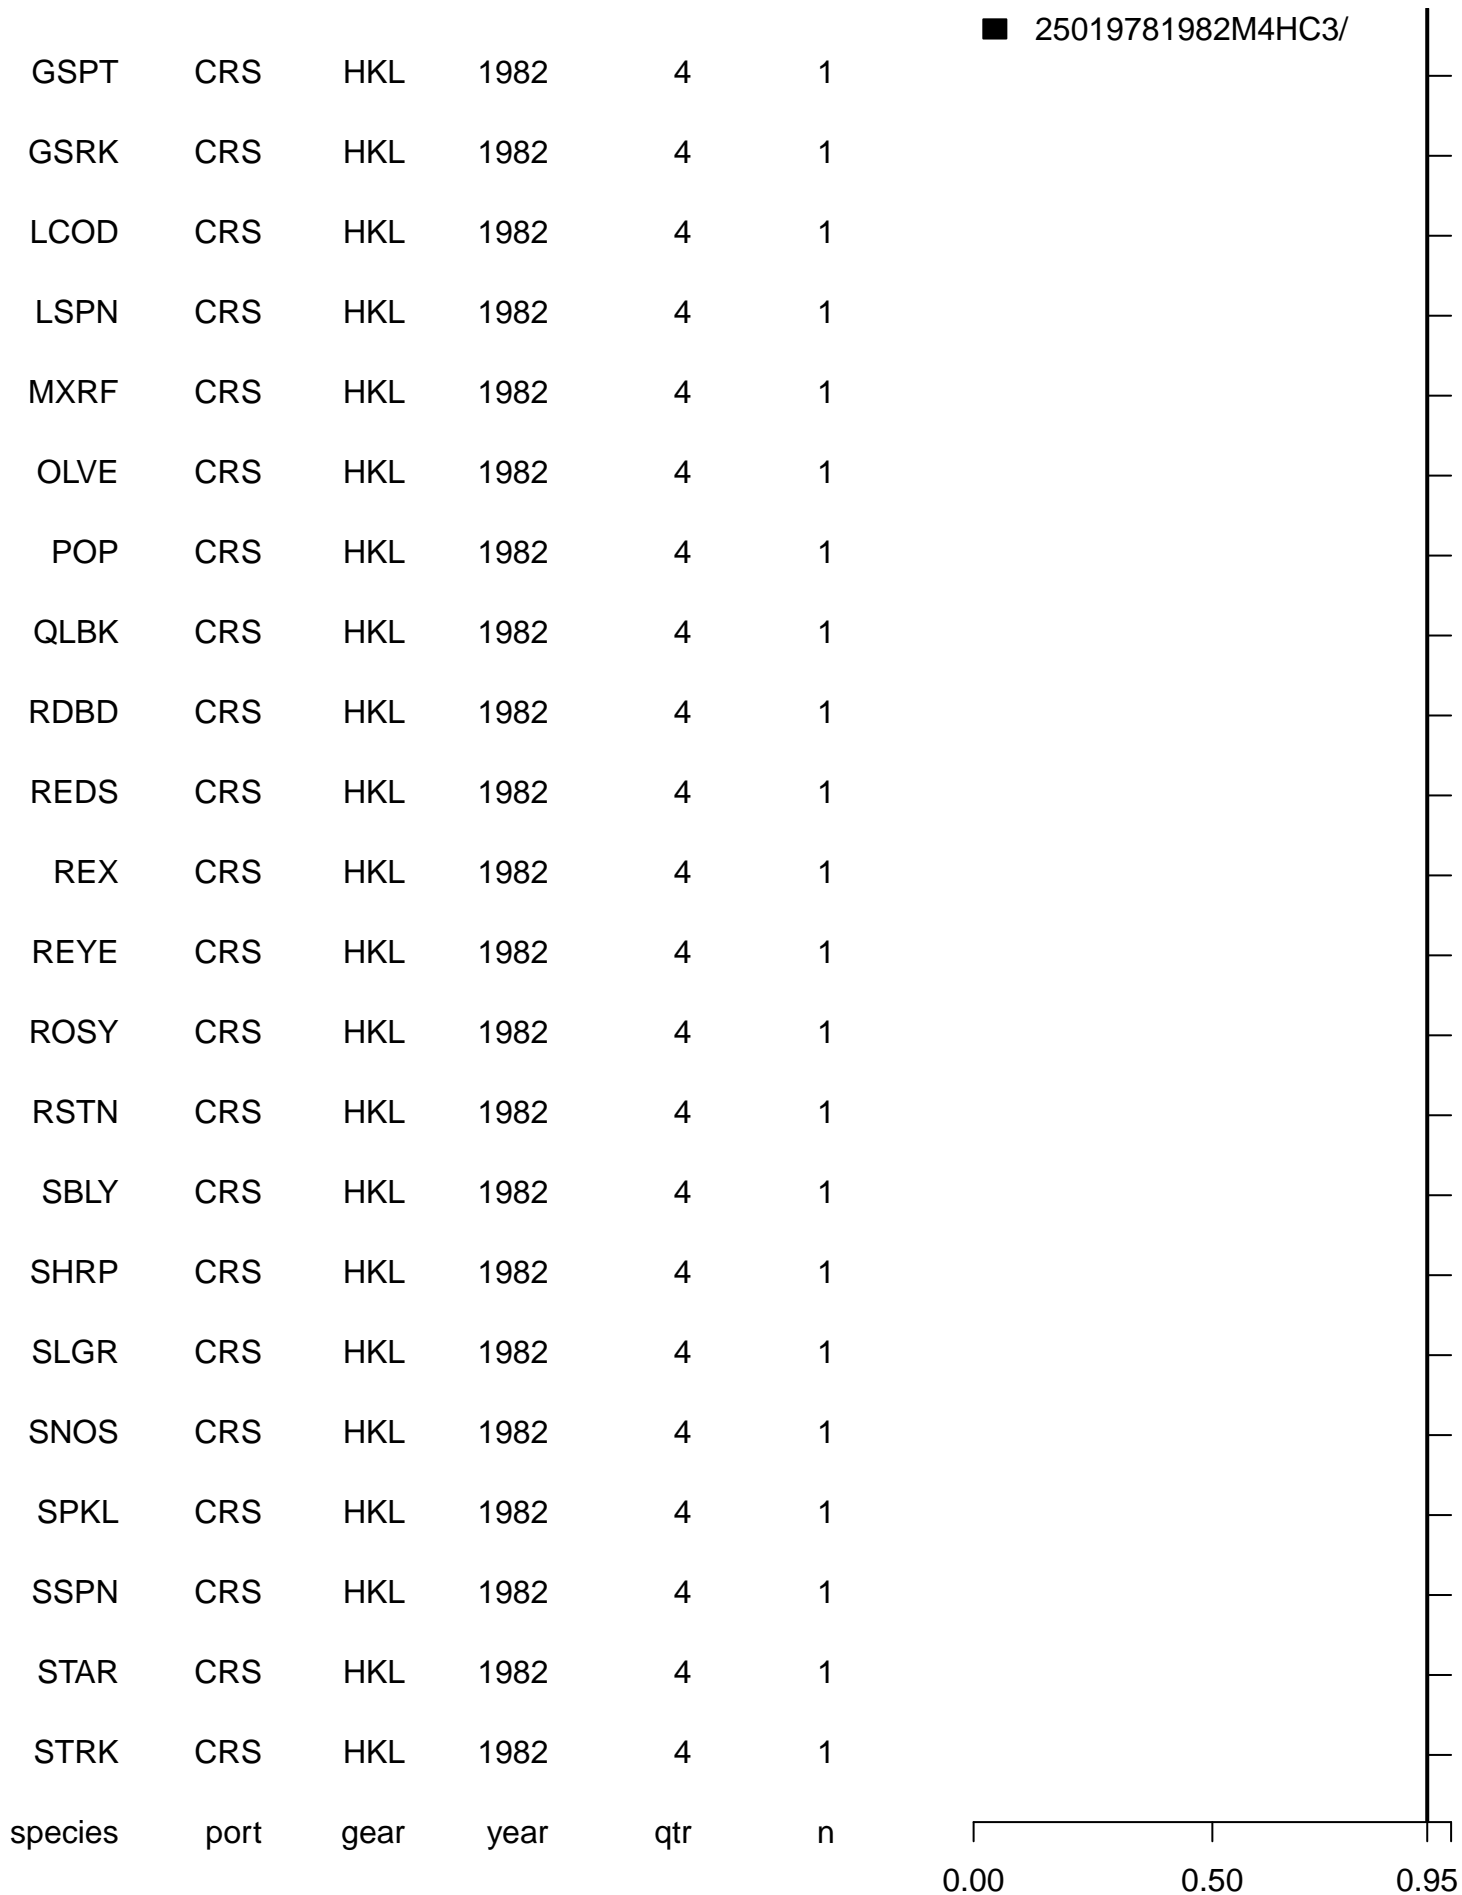 25019781982M4HC3/
GSPT CRS HKL 1982 4 1
GSRK CRS HKL 1982 4 1
LCOD CRS HKL 1982 4 1
LSPN CRS HKL 1982 4 1
MXRF CRS HKL 1982 4 1
OLVE CRS HKL 1982 4 1
POP CRS HKL 1982 4 1
QLBK CRS HKL 1982 4 1
RDBD CRS HKL 1982 4 1
REDS CRS HKL 1982 4 1
REX CRS HKL 1982 4 1
REYE CRS HKL 1982 4 1
ROSY CRS HKL 1982 4 1
RSTN CRS HKL 1982 4 1
SBLY CRS HKL 1982 4 1
SHRP CRS HKL 1982 4 1
SLGR CRS HKL 1982 4 1
SNOS CRS HKL 1982 4 1
SPKL CRS HKL 1982 4 1
SSPN CRS HKL 1982 4 1
STAR CRS HKL 1982 4 1
STRK CRS HKL 1982 4 1
species port gear year qtr n
0.00 0.50 0.95